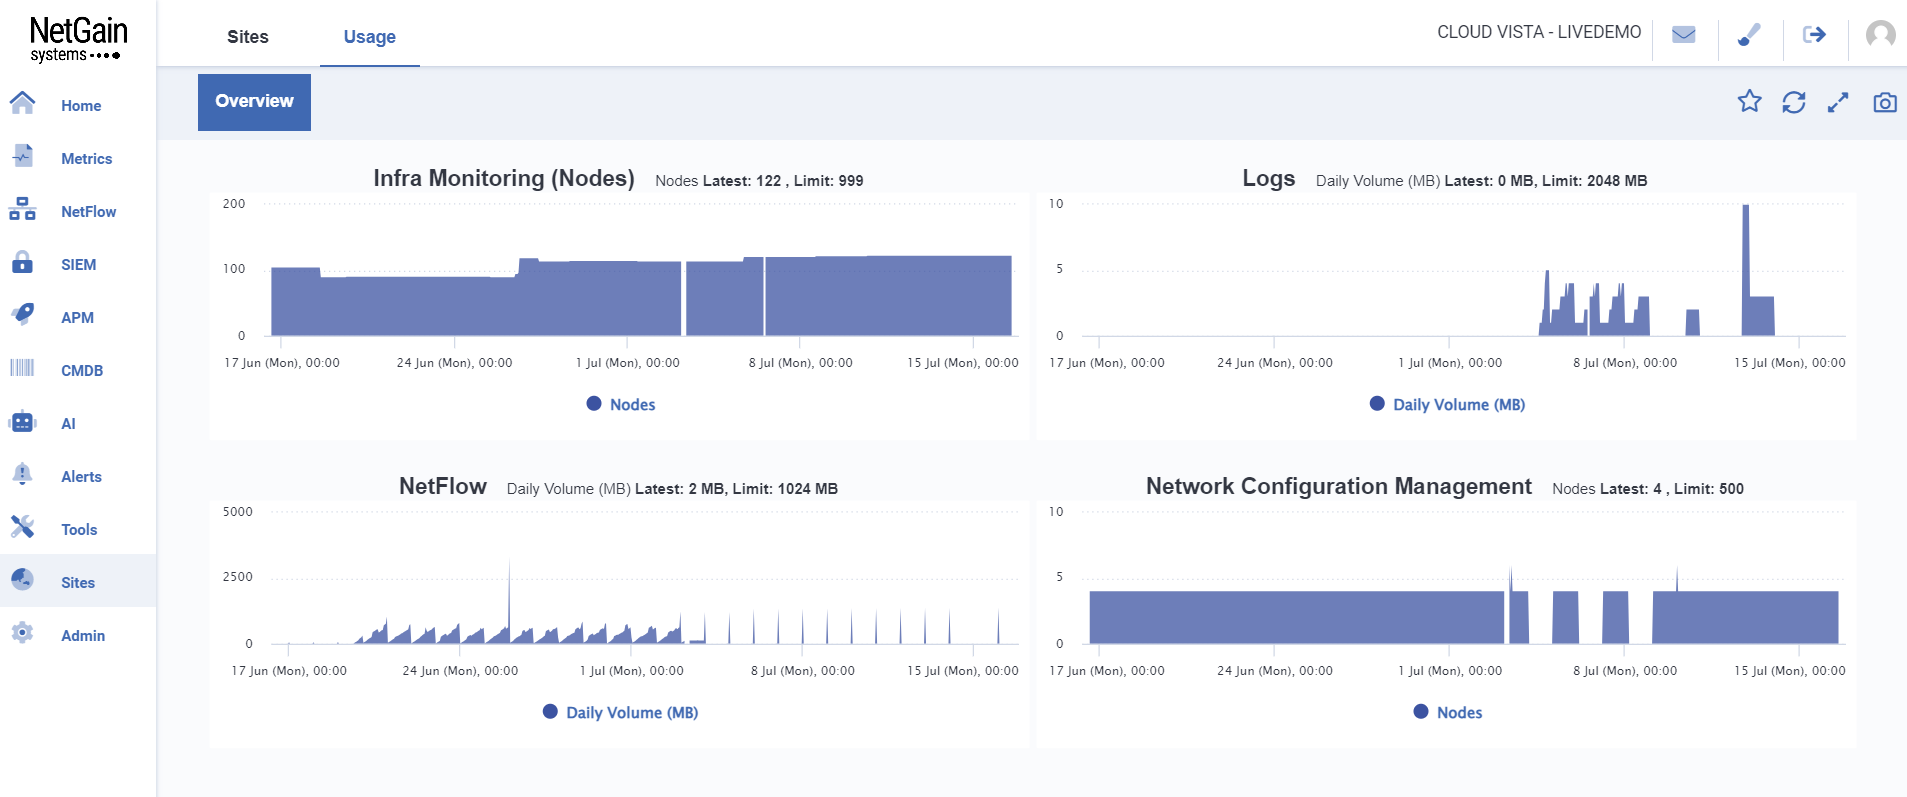 NetGain
systems
Sites
Usage
CLOUD VISTA - LIVEDEMO
Overview
Home
Metrics
NetFlow
SIEM
APM
CMDB
AI
Alerts
Tools
Sites
Admin
Infra Monitoring (Nodes) Nodes Latest: 122 , Limit: 999
200
100
0
17 Jun (Mon), 00:00 24 Jun (Mon), 00:00 1 Jul (Mon), 00:00 8 Jul (Mon), 00:00 15 Jul (Mon), 00:00
Nodes
Logs Daily Volume (MB) Latest: 0 MB, Limit: 2048 MB
10
5
0
17 Jun (Mon), 00:00 24 Jun (Mon), 00:00 1 Jul (Mon), 00:00 8 Jul (Mon), 00:00 15 Jul (Mon), 00:00
Daily Volume (MB)
NetFlow Daily Volume (MB) Latest: 2 MB, Limit: 1024 MB
5000
2500
0
17 Jun (Mon), 00:00 24 Jun (Mon), 00:00 1 Jul (Mon), 00:00 8 Jul (Mon), 00:00 15 Jul (Mon), 00:00
Daily Volume (MB)
Network Configuration Management Nodes Latest: 4 , Limit: 500
10
5
0
17 Jun (Mon), 00:00 24 Jun (Mon), 00:00 1 Jul (Mon), 00:00 8 Jul (Mon), 00:00 15 Jul (Mon), 00:00
Nodes